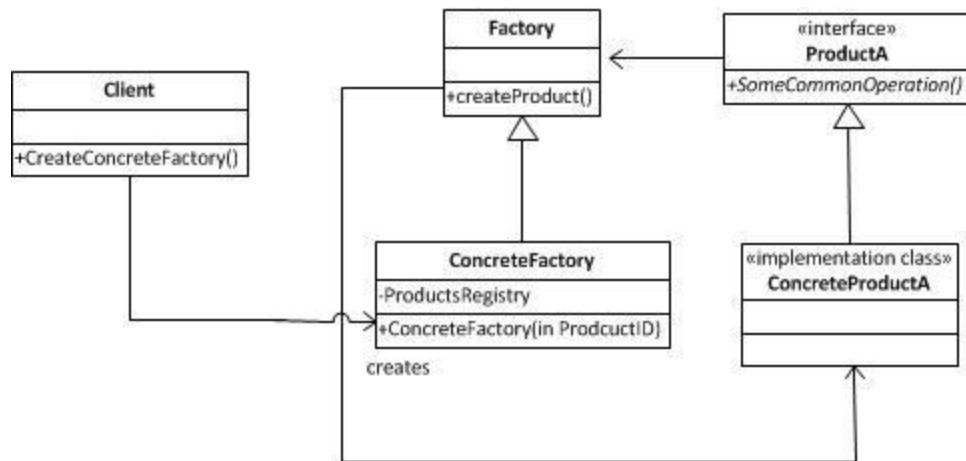 Client
+CreateConcreteFactory()
Factory
+createProduct()
«interface»
ProductA
+SomeCommonOperation()
ConcreteFactory
-ProductsRegistry
+ConcreteFactory(in ProdcuctID)
creates
«implementation class»
ConcreteProductA